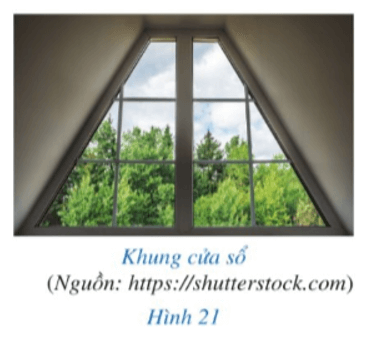 Khung cửa sổ
(Nguồn: https://shutterstock.com)
Hình 21